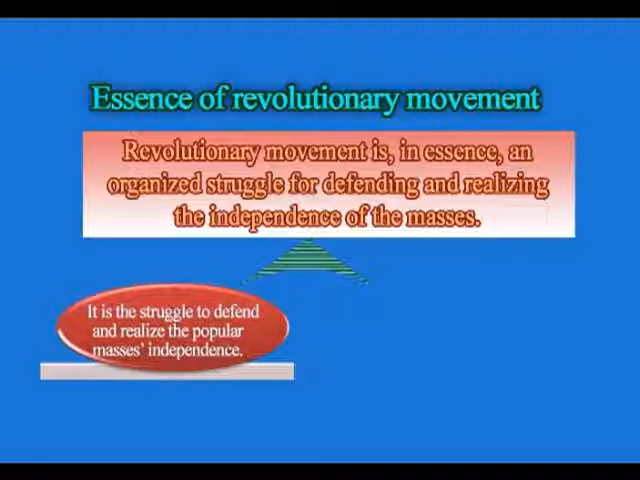 Essence of revolutionary movement
Revolutionary movement is, in essence, an
organized struggle for defending and realizing
the independence of the masses.
It is the struggle to defend
and realize the popular
masses' independence.